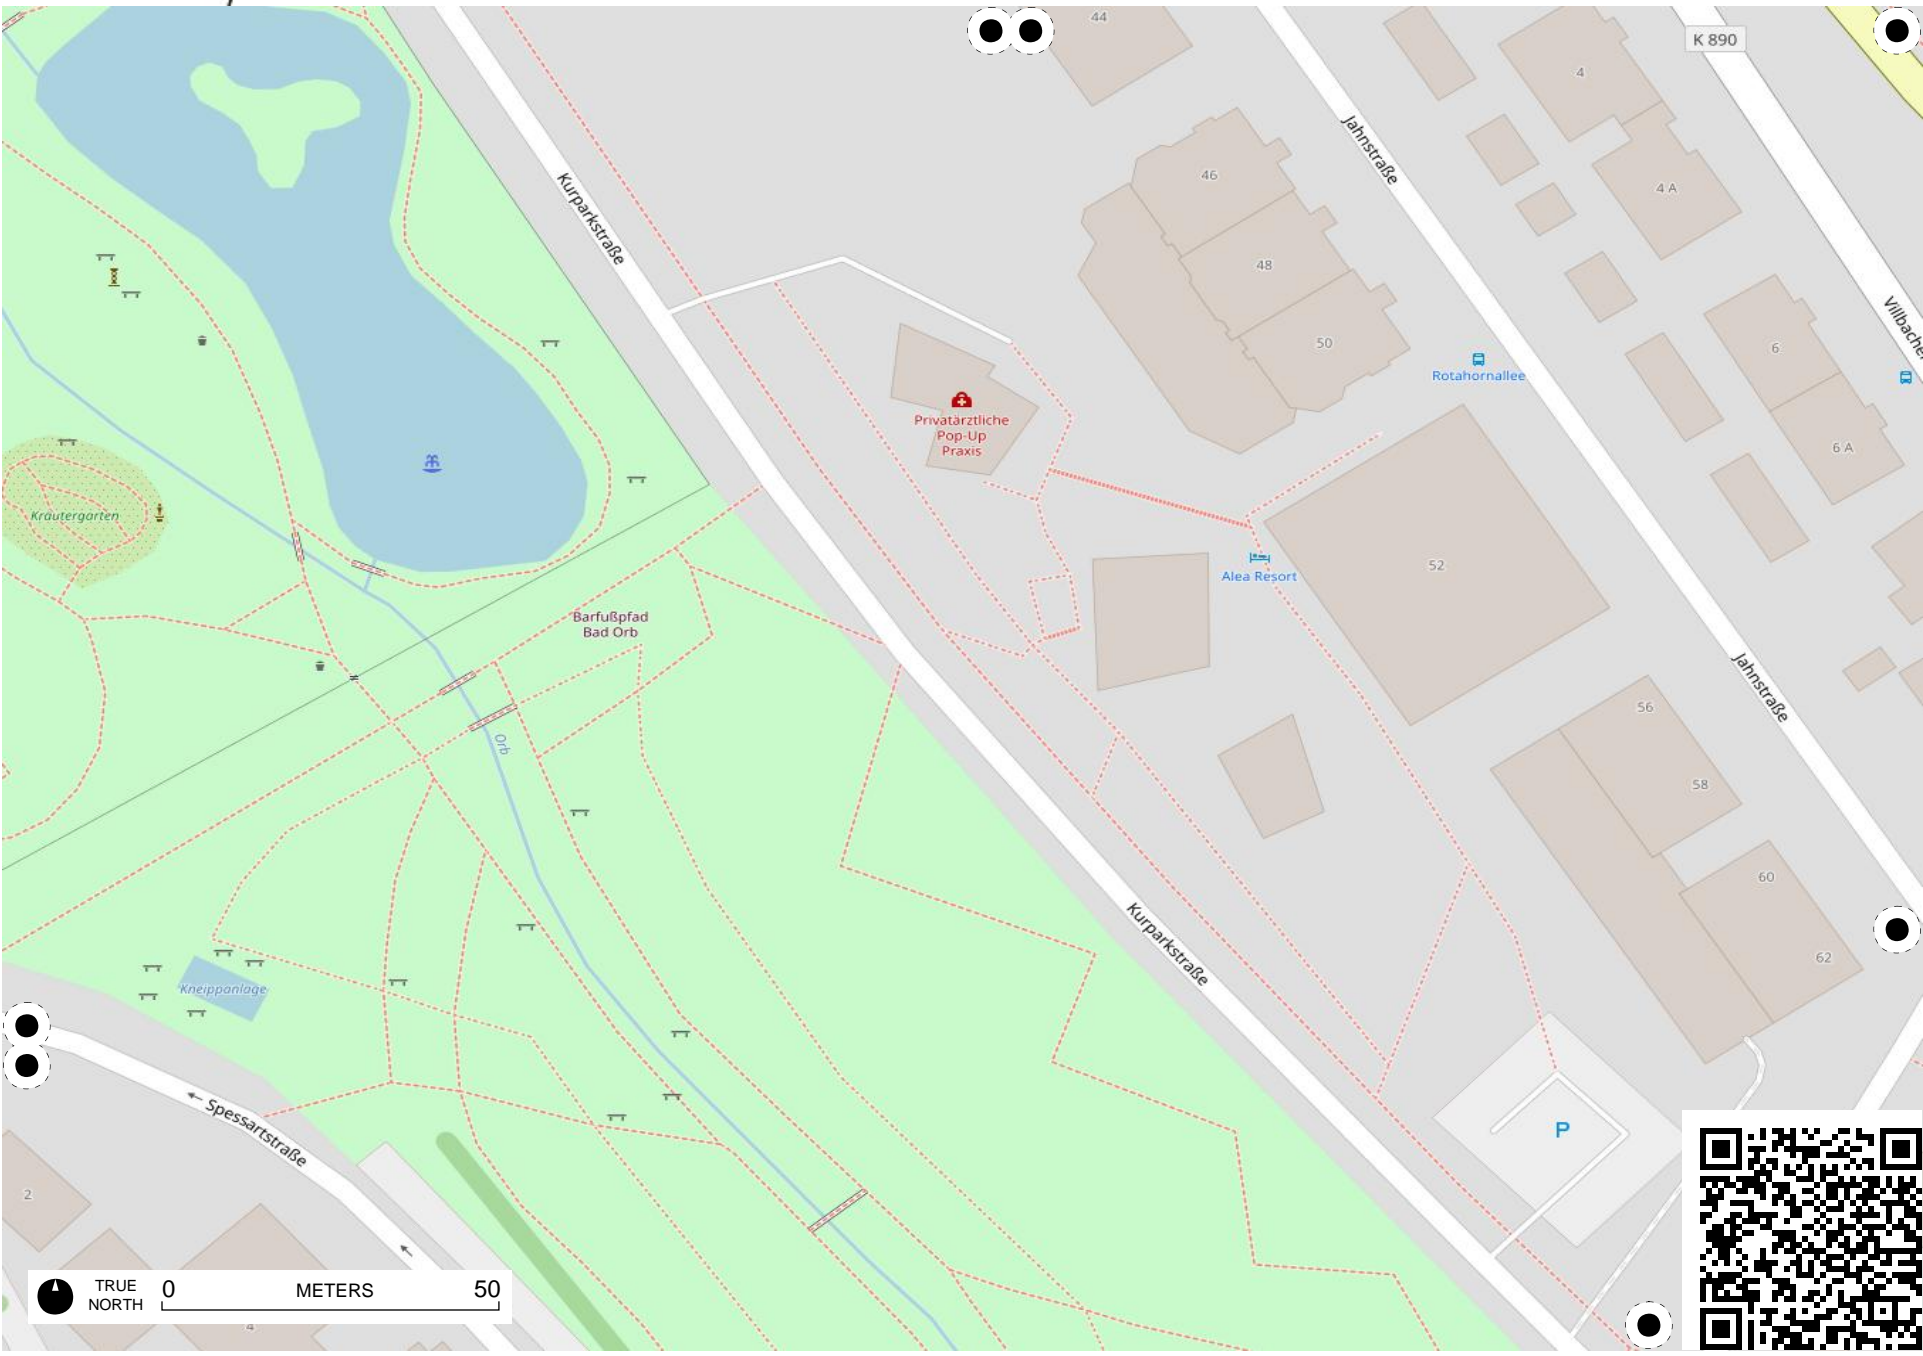 44
K 890
4
Jahnstraße
Kurparkstraße
46
4 A
48
Villbacher
50
6
Rotahornallee
Privatärztliche
Pop-Up
Praxis
6 A
Kräutergarten
52
Alea Resort
Barfußpfad
Bad Orb
Jahnstraße
56
Orb
58
60
Kurparkstraße
62
Kneippanlage
Spessartstraße
P
2
TRUE
NORTH
0 METERS 50
4